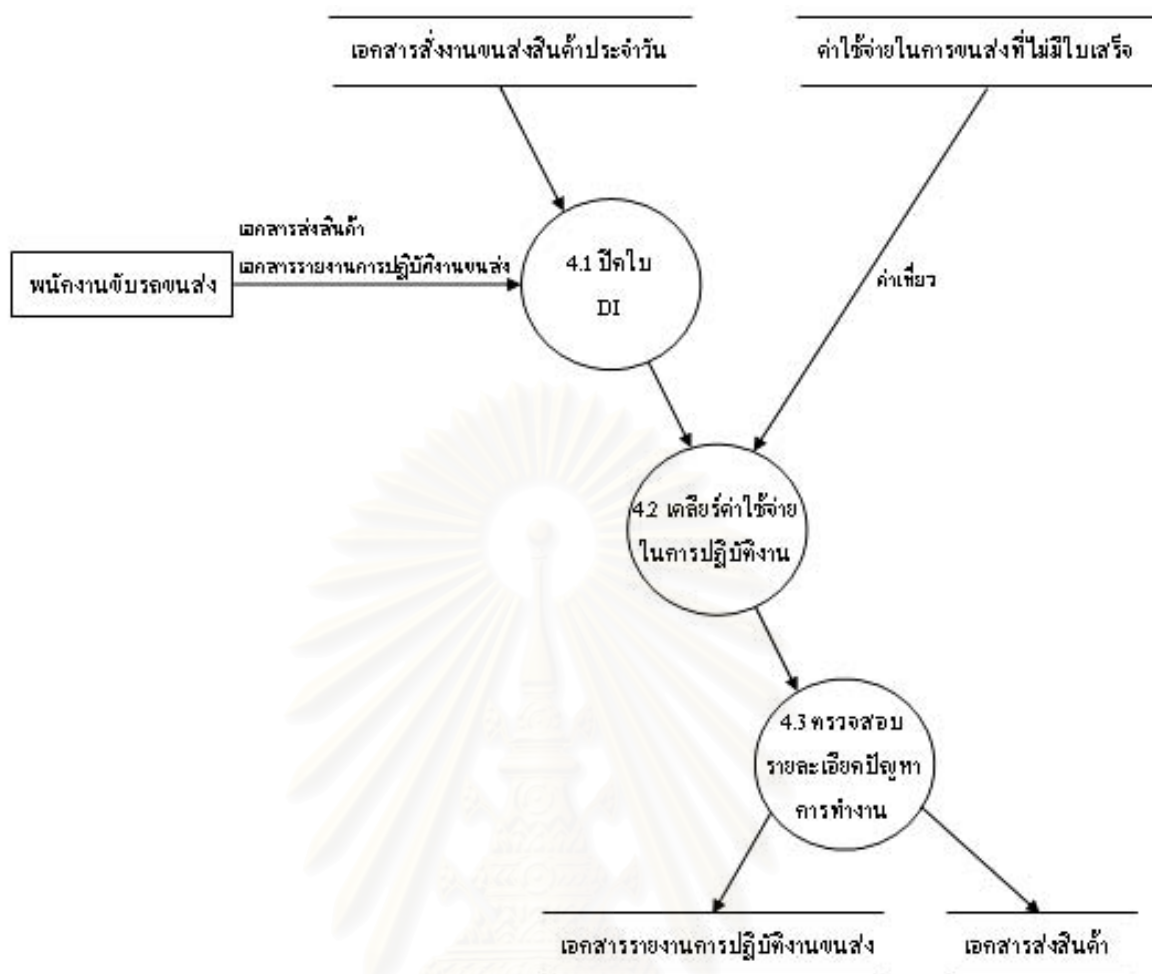 เอกสารสั่งงานขนส่งสินค้าประจำวัน
ค่าใช้จ่ายในการขนส่งที่ไม่มีใบเสร็จ
เอกสารส่งสินค้า
เอกสารรายงานการปฏิบัติงานขนส่ง
พนักงานขับรถขนส่ง
4.1 ปิดใบ
DI
ค่าเที่ยว
4.2 เคลียร์ค่าใช้จ่าย
ในการปฏิบัติงาน
4.3 ตรวจสอบ
รายละเอียดปัญหา
การทำงาน
เอกสารรายงานการปฏิบัติงานขนส่ง
เอกสารส่งสินค้า